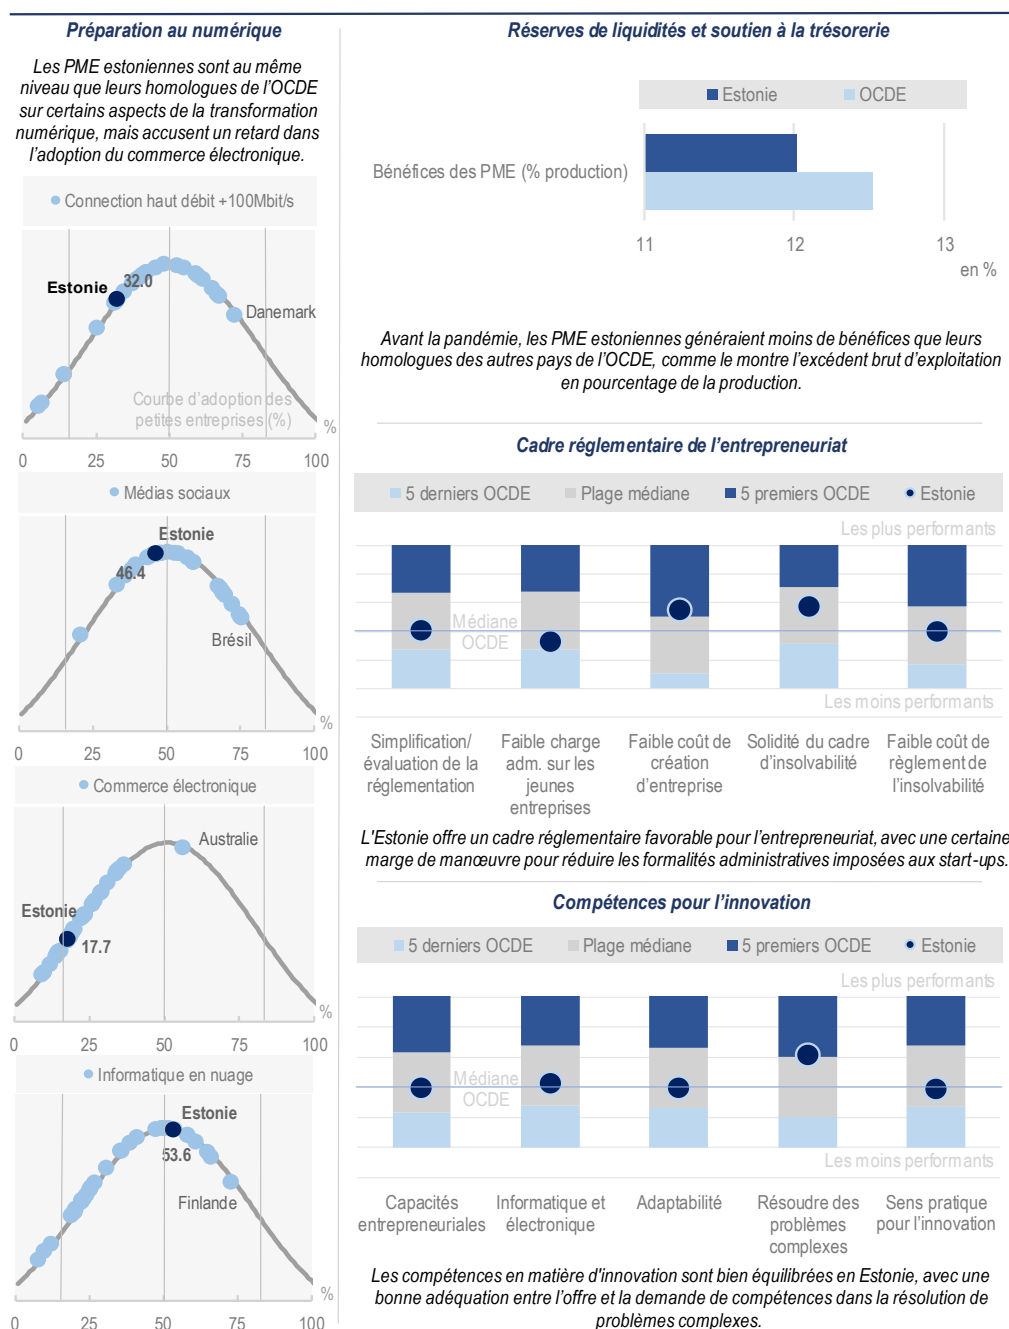 Préparation au numérique
Les PME estoniennes sont au même
niveau que leurs homologues de l’OCDE
sur certains aspects de la transformation
numérique, mais accusent un retard dans
l’adoption du commerce électronique.
Connection haut débit +100Mbit/s
Estonie
32.0
Danemark
Courbe d’adoption des
petites entreprises (%)
%
0 25 50 75 100
Médias sociaux
Estonie
46.4
Brésil
%
0 25 50 75 100
Commerce électronique
Australie
Estonie
17.7
%
0 25 50 75 100
Informatique en nuage
Estonie
53.6
Finlande
%
0 25 50 75 100
Réserves de liquidités et soutien à la trésorerie
Estonie OCDE
Bénéfices des PME (% production)
11 12 13
en %
Avant la pandémie, les PME estoniennes généraient moins de bénéfices que leurs
homologues des autres pays de l’OCDE, comme le montre l’excédent brut d’exploitation
en pourcentage de la production.
Cadre réglementaire de l’entrepreneuriat
5 derniers OCDE Plage médiane 5 premiers OCDE Estonie
Les plus performants
Médiane
OCDE
Les moins performants
Simplification/
évaluation de la
réglementation
Faible charge
adm. sur les
jeunes
entreprises
Faible coût de
création
d’entreprise
Solidité du cadre
d’insolvabilité
Faible coût de
règlement de
l’insolvabilité
L'Estonie offre un cadre réglementaire favorable pour l’entrepreneuriat, avec une certaine
marge de manœuvre pour réduire les formalités administratives imposées aux start-ups.
Compétences pour l’innovation
5 derniers OCDE Plage médiane 5 premiers OCDE Estonie
Les plus performants
Médiane
OCDE
Les moins performants
Capacités
entrepreneuriales
Informatique et
électronique
Adaptabilité
Résoudre des
problèmes
complexes
Sens pratique
pour l’innovation
Les compétences en matière d'innovation sont bien équilibrées en Estonie, avec une
bonne adéquation entre l’offre et la demande de compétences dans la résolution de
problèmes complexes.